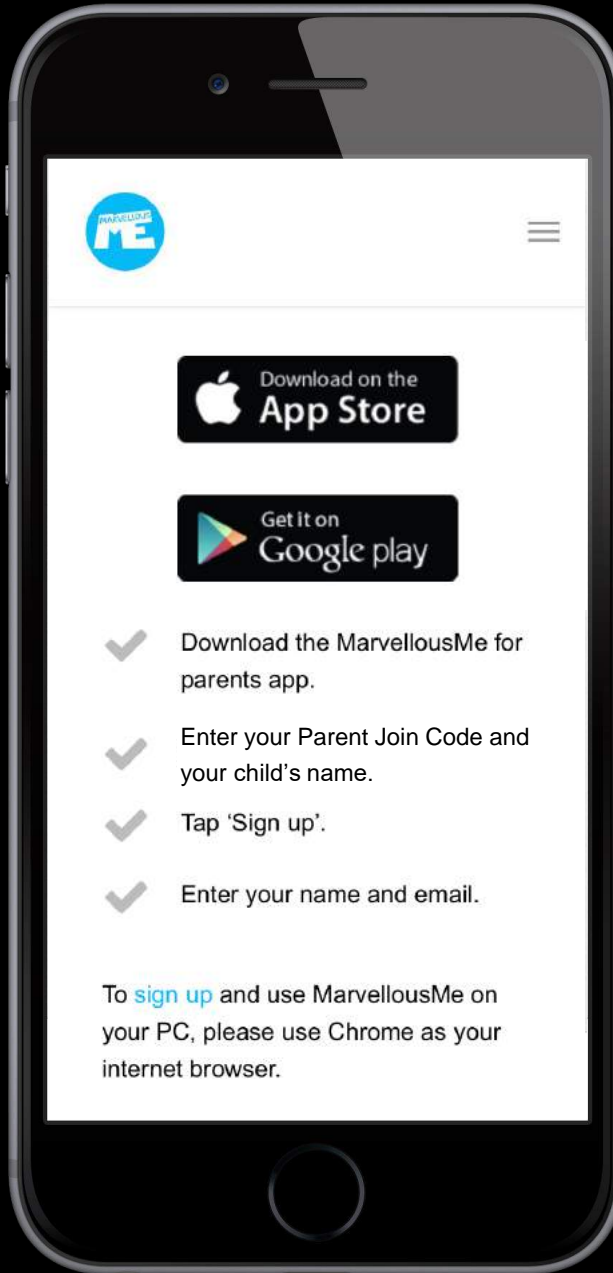 MARVELLOUS
ME
Download on the
App Store
Get it on
Google play
Download the MarvellousMe for
parents app.
Enter your Parent Join Code and
your child’s name.
Tap ‘Sign up’.
Enter your name and email.
To sign up and use MarvellousMe on
your PC, please use Chrome as your
internet browser.